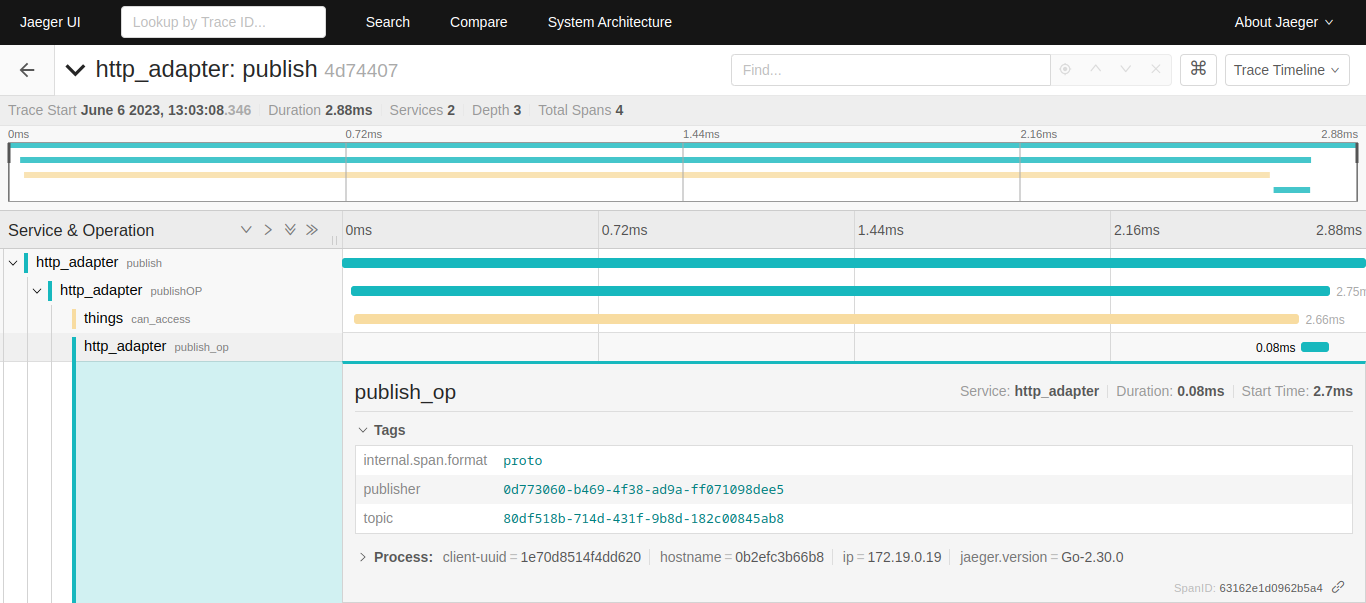 Jaeger UI Lookup by Trace ID... Search Compare System Architecture About Jaeger
http_adapter: publish 4d74407 Find... ⌘ Trace Timeline
Trace Start June 6 2023, 13:03:08.346 Duration 2.88ms Services 2 Depth 3 Total Spans 4
0ms 0.72ms 1.44ms 2.16ms 2.88ms
Service & Operation 0ms 0.72ms 1.44ms 2.16ms 2.88ms
http_adapter publish
http_adapter publishOP 2.75m
things can_access 2.66ms
http_adapter publish_op 0.08ms
publish_op Service: http_adapter Duration: 0.08ms Start Time: 2.7ms
Tags
internal.span.format proto
publisher 0d773060-b469-4f38-ad9a-ff071098dee5
topic 80df518b-714d-431f-9b8d-182c00845ab8
Process: client-uuid = 1e70d8514f4dd620 hostname = 0b2efc3b66b8 ip = 172.19.0.19 jaeger.version = Go-2.30.0
SpanID: 63162e1d0962b5a4